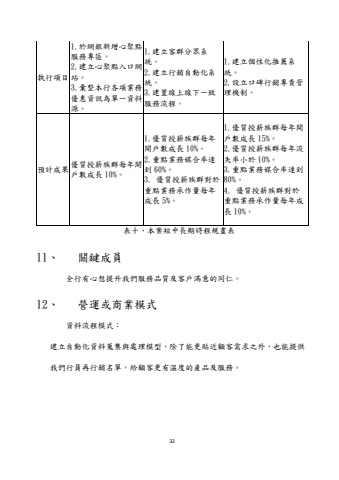 執行項目
1.於網銀新增心聚點
服務專區。
2.建立心聚點入口網
站。
3.彙整本行各項業務
優惠資訊為單一資料
源。
1.建立客群分眾系
統。
2.建立行銷自動化系
統。
3.建置線上線下一致
服務流程。
1.建立個性化推薦系
統。
2.設立口碑行銷專責管
理機制。
預計成果
優質授薪族群每年開
戶數成長 10%。
1.優質授薪族群每年
開戶數成長 10%。
2.重點業務媒合率達
到 60%。
3. 優質授薪族群對於
重點業務承作量每年
成長 5%。
1.優質授薪族群每年開
戶數成長 15%。
2.優質授薪族群每年流
失率小於 10%。
3.重點業務媒合率達到
80%。
4. 優質授薪族群對於
重點業務承作量每年成
長 10%。
表十、本案短中長期時程規畫表
11、 關鍵成員
全行有心想提升我們服務品質及客戶滿意的同仁。
12、 營運或商業模式
資料流程模式：
建立自動化資料蒐集與處理模型，除了能更貼近顧客需求之外，也能提供
我們行員再行銷名單，給顧客更有溫度的產品及服務。
32